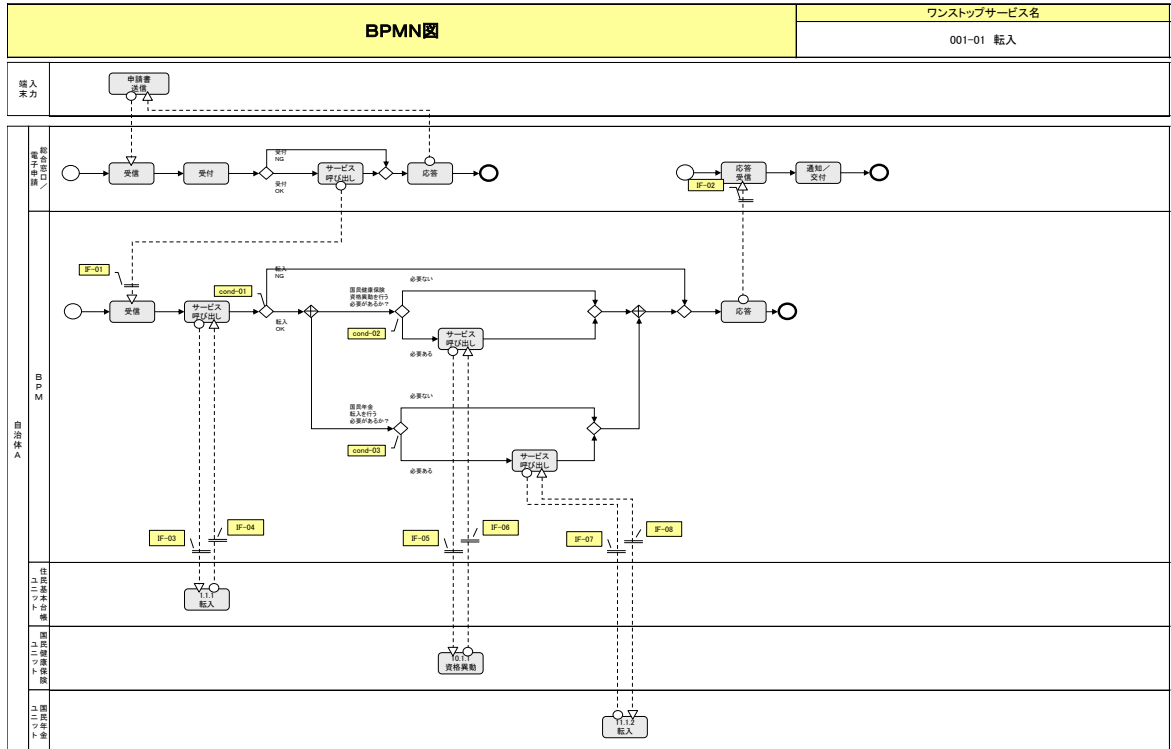 BPMN図
ワンストップサービス名
001-01 転入
入力
端末
申請書
送信
自治体A
総合窓口/
電子申請
受信
受付
受付
NG
受付
OK
サービス
呼び出し
応答
応答
受信
通知/
交付
IF-02
BPM
IF-01
受信
サービス
呼び出し
cond-01
転入
NG
転入
OK
国民健康保険
資格異動を行う
必要があるか?
cond-02
必要ない
必要ある
サービス
呼び出し
応答
国民年金
転入を行う
必要があるか?
cond-03
必要ない
必要ある
サービス
呼び出し
IF-03
IF-04
IF-05
IF-06
IF-07
IF-08
住民基本台帳
ユニット
1.1.1
転入
国民健康保険
ユニット
10.1.1
資格異動
国民年金
ユニット
11.1.2
転入